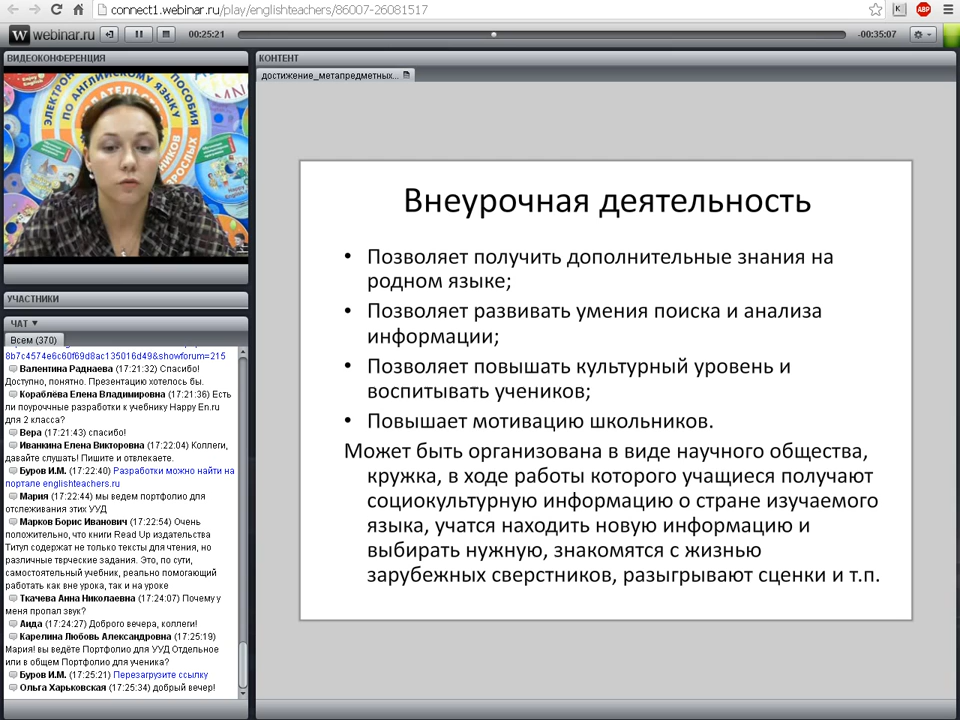 connect1.webinar.ru/play/englishteachers/86007-26081517
webinar.ru
00:25:21
-00:35:07
ВИДЕОКОНФЕРЕНЦИЯ
КОНТЕНТ
достижение_метапредметных...
ПО АНГЛИЙСКОМУ ЯЗЫКУ
ПОСОБИЯ
УЧАСТНИКИ
ЧАТ
Всем (370)
8b7c4574e6c60f69d8ac135016d49&showforum=215
Валентина Раднаева (17:21:32) Спасибо!
Доступно, понятно. Презентацию хотелось бы.
Кораблёва Елена Владимировна (17:21:36) Есть
ли поурочные разработки к учебнику Happy En.ru
для 2 класса?
Вера (17:21:43) спасибо!
Иванкина Елена Викторовна (17:22:04) Коллеги,
давайте слушать! Пишите и отвлекаете.
Буров И.М. (17:22:40) Разработки можно найти на
портале englishteachers.ru
Мария (17:22:44) мы ведем портфолио для
отслеживания этих УУД
Марков Борис Иванович (17:22:54) Очень
положительно, что книги Read Up издательства
Титул содержат не только тексты для чтения, но
различные тврческие задания. Это, по сути,
самостоятельный учебник, реально помогающий
работать как вне урока, так и на уроке
Ткачева Анна Николаевна (17:24:07) Почему у
меня пропал звук?
Аида (17:24:27) Доброго вечера, коллеги!
Карелина Любовь Александровна (17:25:19)
Мария! вы ведёте Портфолио для УУД Отдельное
или в общем Портфолио для ученика?
Буров И.М. (17:25:21) Перезагрузите ссылку
Ольга Харьковская (17:25:34) добрый вечер!
Внеурочная деятельность
• Позволяет получить дополнительные знания на
родном языке;
• Позволяет развивать умения поиска и анализа
информации;
• Позволяет повышать культурный уровень и
воспитывать учеников;
• Повышает мотивацию школьников.
Может быть организована в виде научного общества,
кружка, в ходе работы которого учащиеся получают
социокультурную информацию о стране изучаемого
языка, учатся находить новую информацию и
выбирать нужную, знакомятся с жизнью
зарубежных сверстников, разыгрывают сценки и т.п.